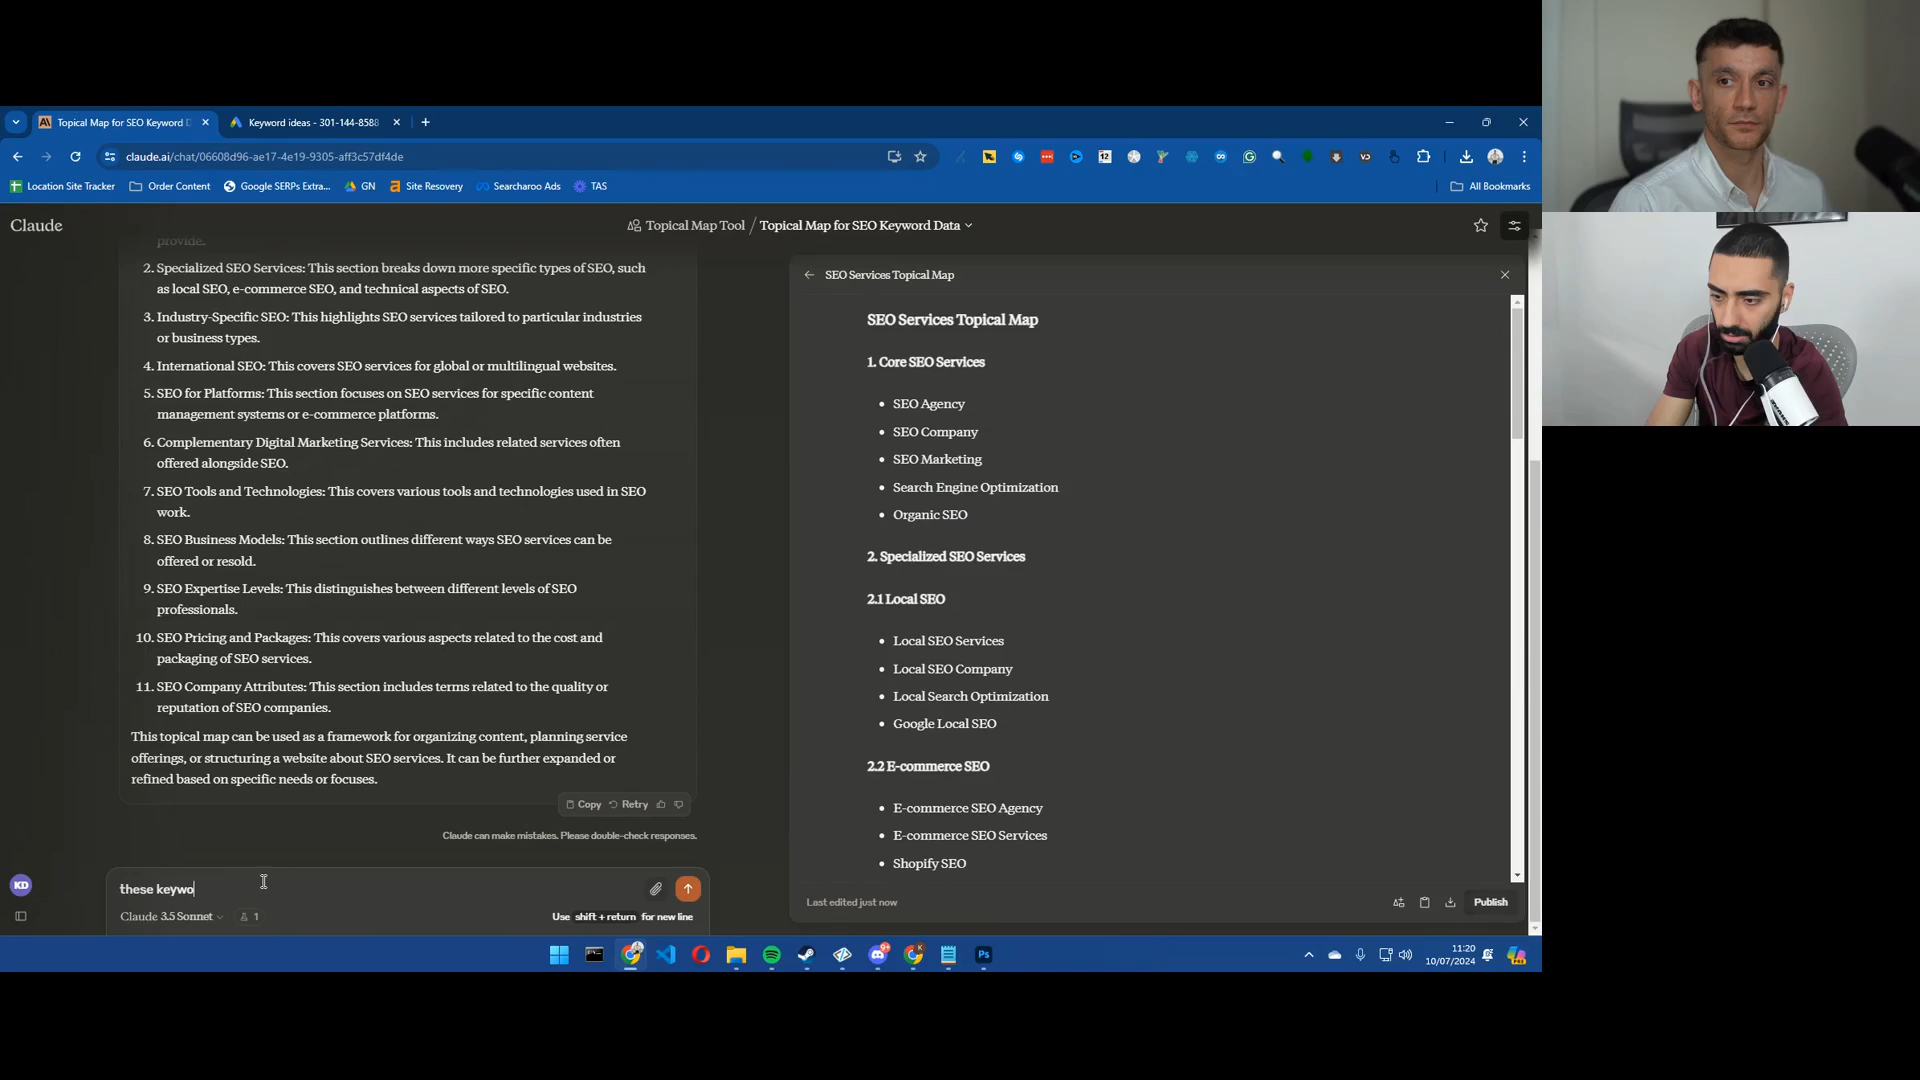 Topical Map for SEO Keyword D
Keyword ideas - 301-144-8588
claude.ai/chat/06608d96-ae17-4e19-9305-aff3c57df4de
Location Site Tracker
Order Content
Google SERPs Extra...
GN
Site Recovery
Searcharoo Ads
TAS
All Bookmarks
Claude
Topical Map Tool / Topical Map for SEO Keyword Data
provide.
2. Specialized SEO Services: This section breaks down more specific types of SEO, such
as local SEO, e-commerce SEO, and technical aspects of SEO.
3. Industry-Specific SEO: This highlights SEO services tailored to particular industries
or business types.
4. International SEO: This covers SEO services for global or multilingual websites.
5. SEO for Platforms: This section focuses on SEO services for specific content
management systems or e-commerce platforms.
6. Complementary Digital Marketing Services: This includes related services often
offered alongside SEO.
7. SEO Tools and Technologies: This covers various tools and technologies used in SEO
work.
8. SEO Business Models: This section outlines different ways SEO services can be
offered or resold.
9. SEO Expertise Levels: This distinguishes between different levels of SEO
professionals.
10. SEO Pricing and Packages: This covers various aspects related to the cost and
packaging of SEO services.
11. SEO Company Attributes: This section includes terms related to the quality or
reputation of SEO companies.
This topical map can be used as a framework for organizing content, planning service
offerings, or structuring a website about SEO services. It can be further expanded or
refined based on specific needs or focuses.
Copy
Retry
Claude can make mistakes. Please double-check responses.
KD
these keywo
Claude 3.5 Sonnet
1
Use shift + return for new line
SEO Services Topical Map
SEO Services Topical Map
1. Core SEO Services
• SEO Agency
• SEO Company
• SEO Marketing
• Search Engine Optimization
• Organic SEO
2. Specialized SEO Services
2.1 Local SEO
• Local SEO Services
• Local SEO Company
• Local Search Optimization
• Google Local SEO
2.2 E-commerce SEO
• E-commerce SEO Agency
• E-commerce SEO Services
• Shopify SEO
Last edited just now
Publish
Ps
11:20
10/07/2024